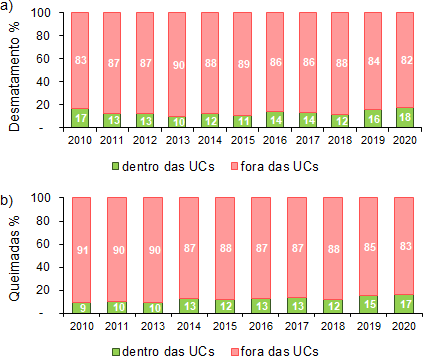 a)
Desmatamento %
100
80
60
40
20
-
83 87 87 90 88 89 86 86 88 84 82
17 13 13 10 12 11 14 14 12 16 18
2010 2011 2012 2013 2014 2015 2016 2017 2018 2019 2020
dentro das UCs fora das UCs
b)
Queimadas %
100
80
60
40
20
-
91 90 90 87 88 87 87 88 85 83
9 10 10 13 12 13 13 12 15 17
2010 2011 2013 2014 2015 2016 2017 2018 2019 2020
dentro das UCs fora das UCs